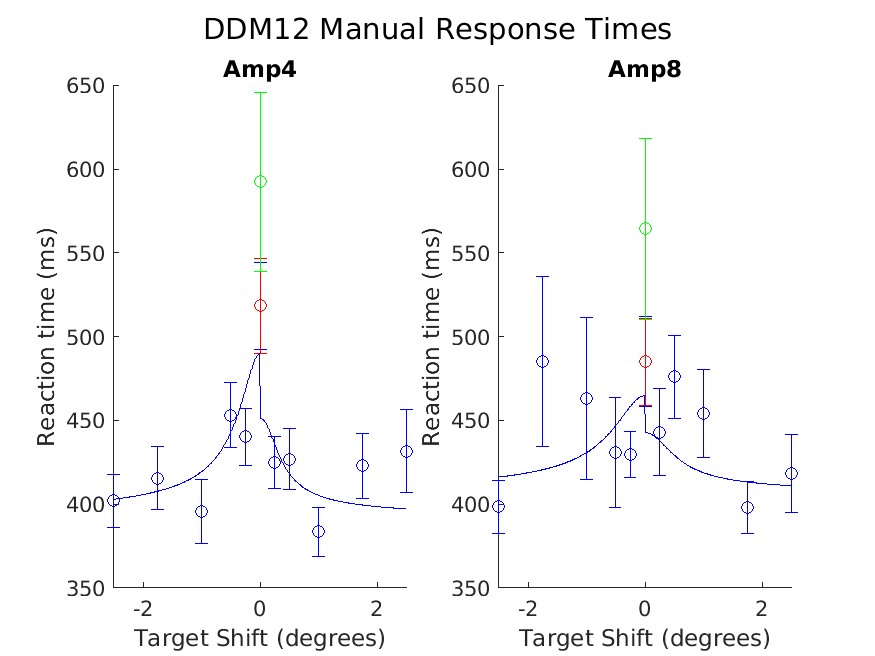 DDM12 Manual Response Times
Amp4
650
600
550
500
450
400
350
-2
0
2
Reaction time (ms)
Target Shift (degrees)
Amp8
650
600
550
500
450
400
350
-2
0
2
Reaction time (ms)
Target Shift (degrees)